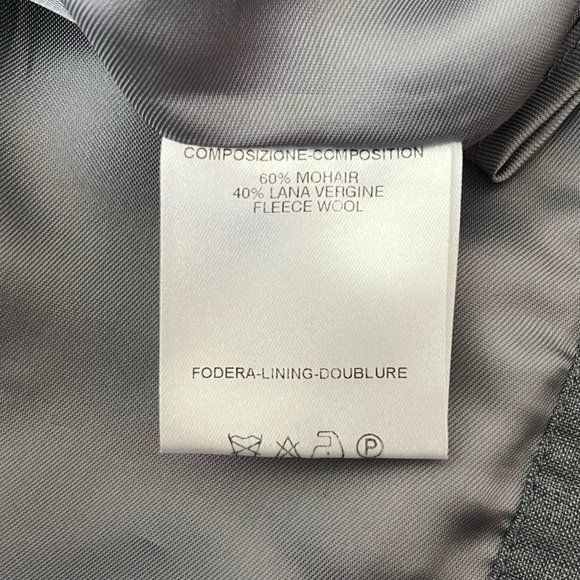 COMPOSIZIONE-COMPOSITION
60% MOHAIR
40% LANA VERGINE
FLEECE WOOL
FODERA-LINING-DOUBLURE
P